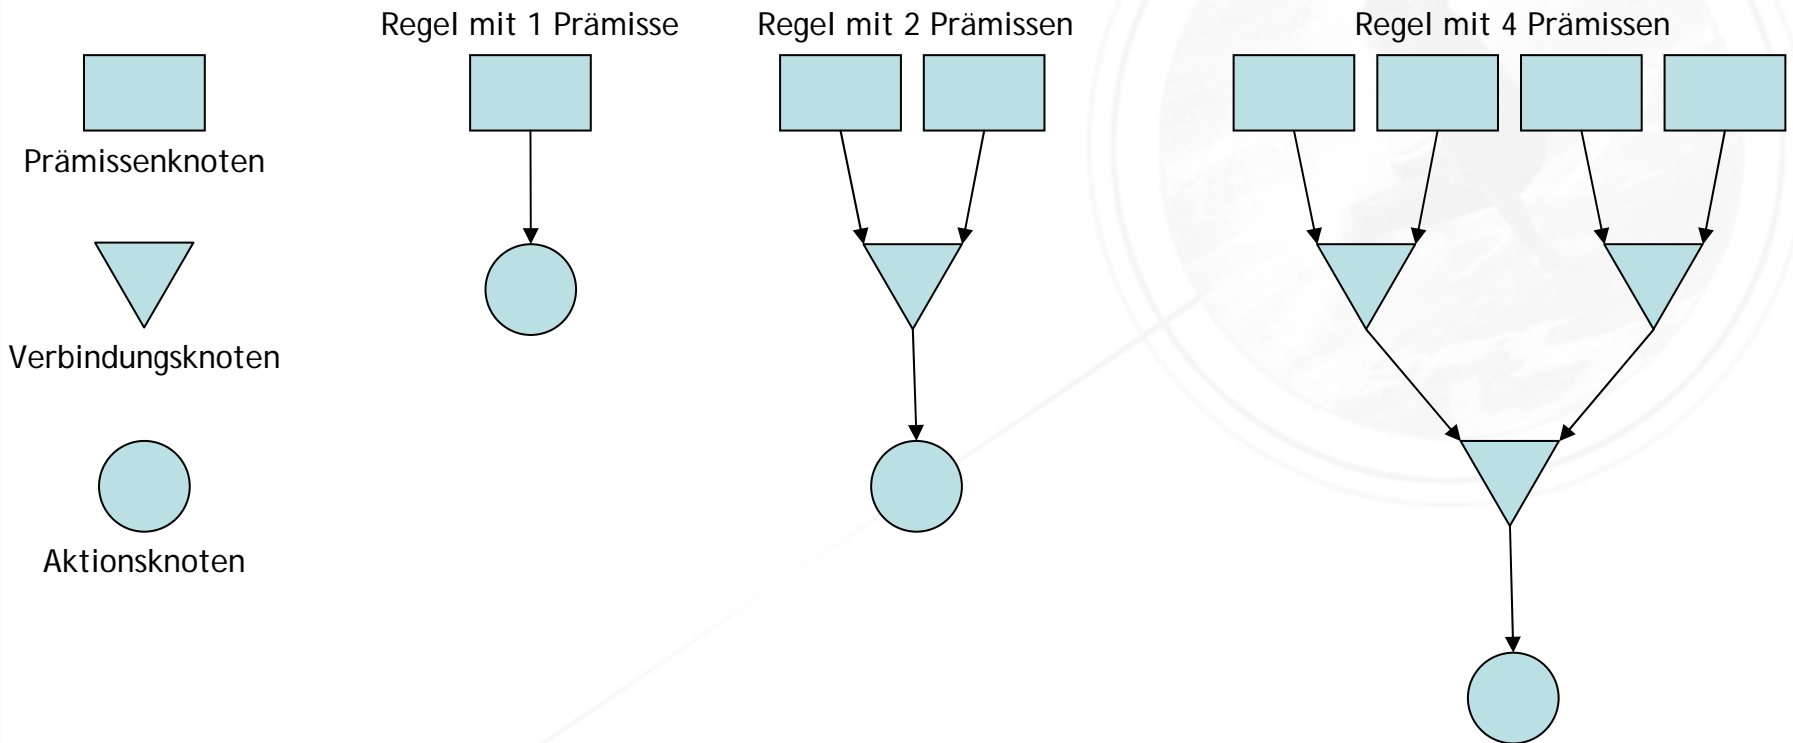 Regel mit 1 Prämisse
Regel mit 2 Prämissen
Regel mit 4 Prämissen
Prämissenknoten
Verbindungsknoten
Aktionsknoten